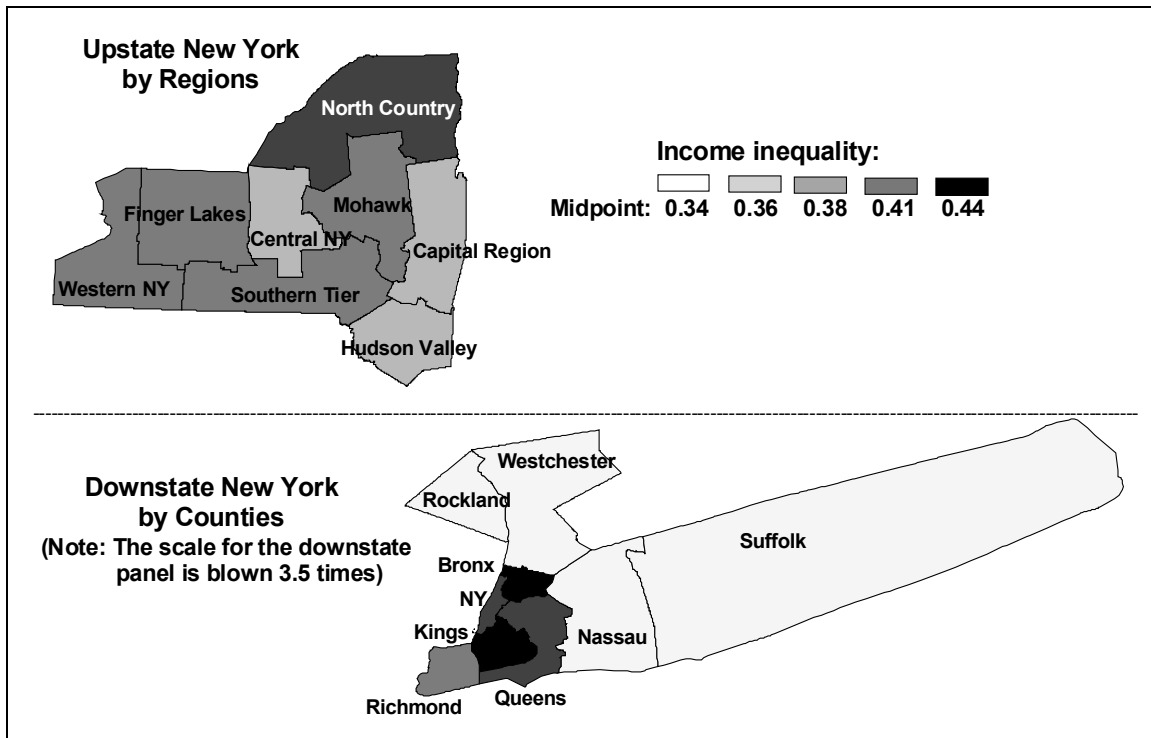 Upstate New York
by Regions
North Country
Finger Lakes
Mohawk
Central NY
Capital Region
Western NY
Southern Tier
Hudson Valley
Income inequality:
Midpoint: 0.34 0.36 0.38 0.41 0.44
Downstate New York
by Counties
(Note: The scale for the downstate
panel is blown 3.5 times)
Westchester
Rockland
Suffolk
Bronx
NY
Kings
Nassau
Queens
Richmond